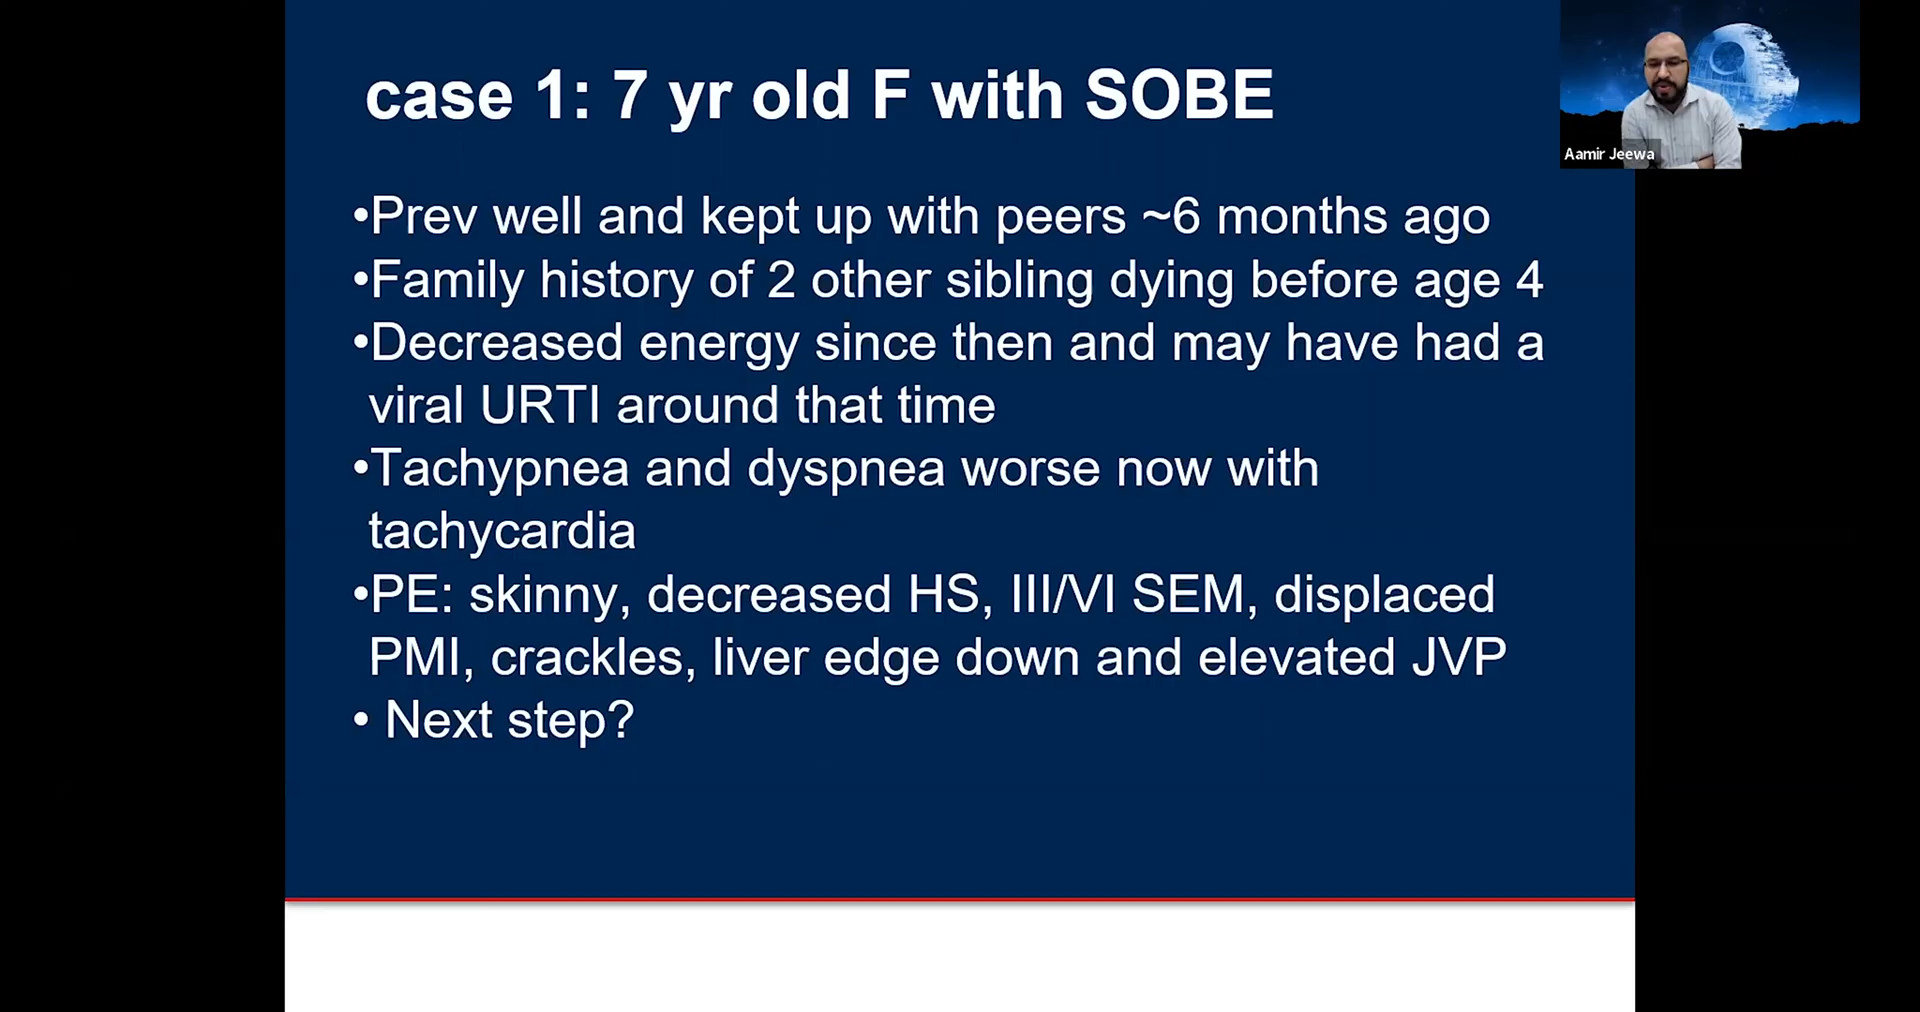 case 1: 7 yr old F with SOBE
Aamir Jeewa
•Prev well and kept up with peers ~6 months ago
•Family history of 2 other sibling dying before age 4
•Decreased energy since then and may have had a
viral URTI around that time
•Tachypnea and dyspnea worse now with
tachycardia
•PE: skinny, decreased HS, III/VI SEM, displaced
PMI, crackles, liver edge down and elevated JVP
• Next step?